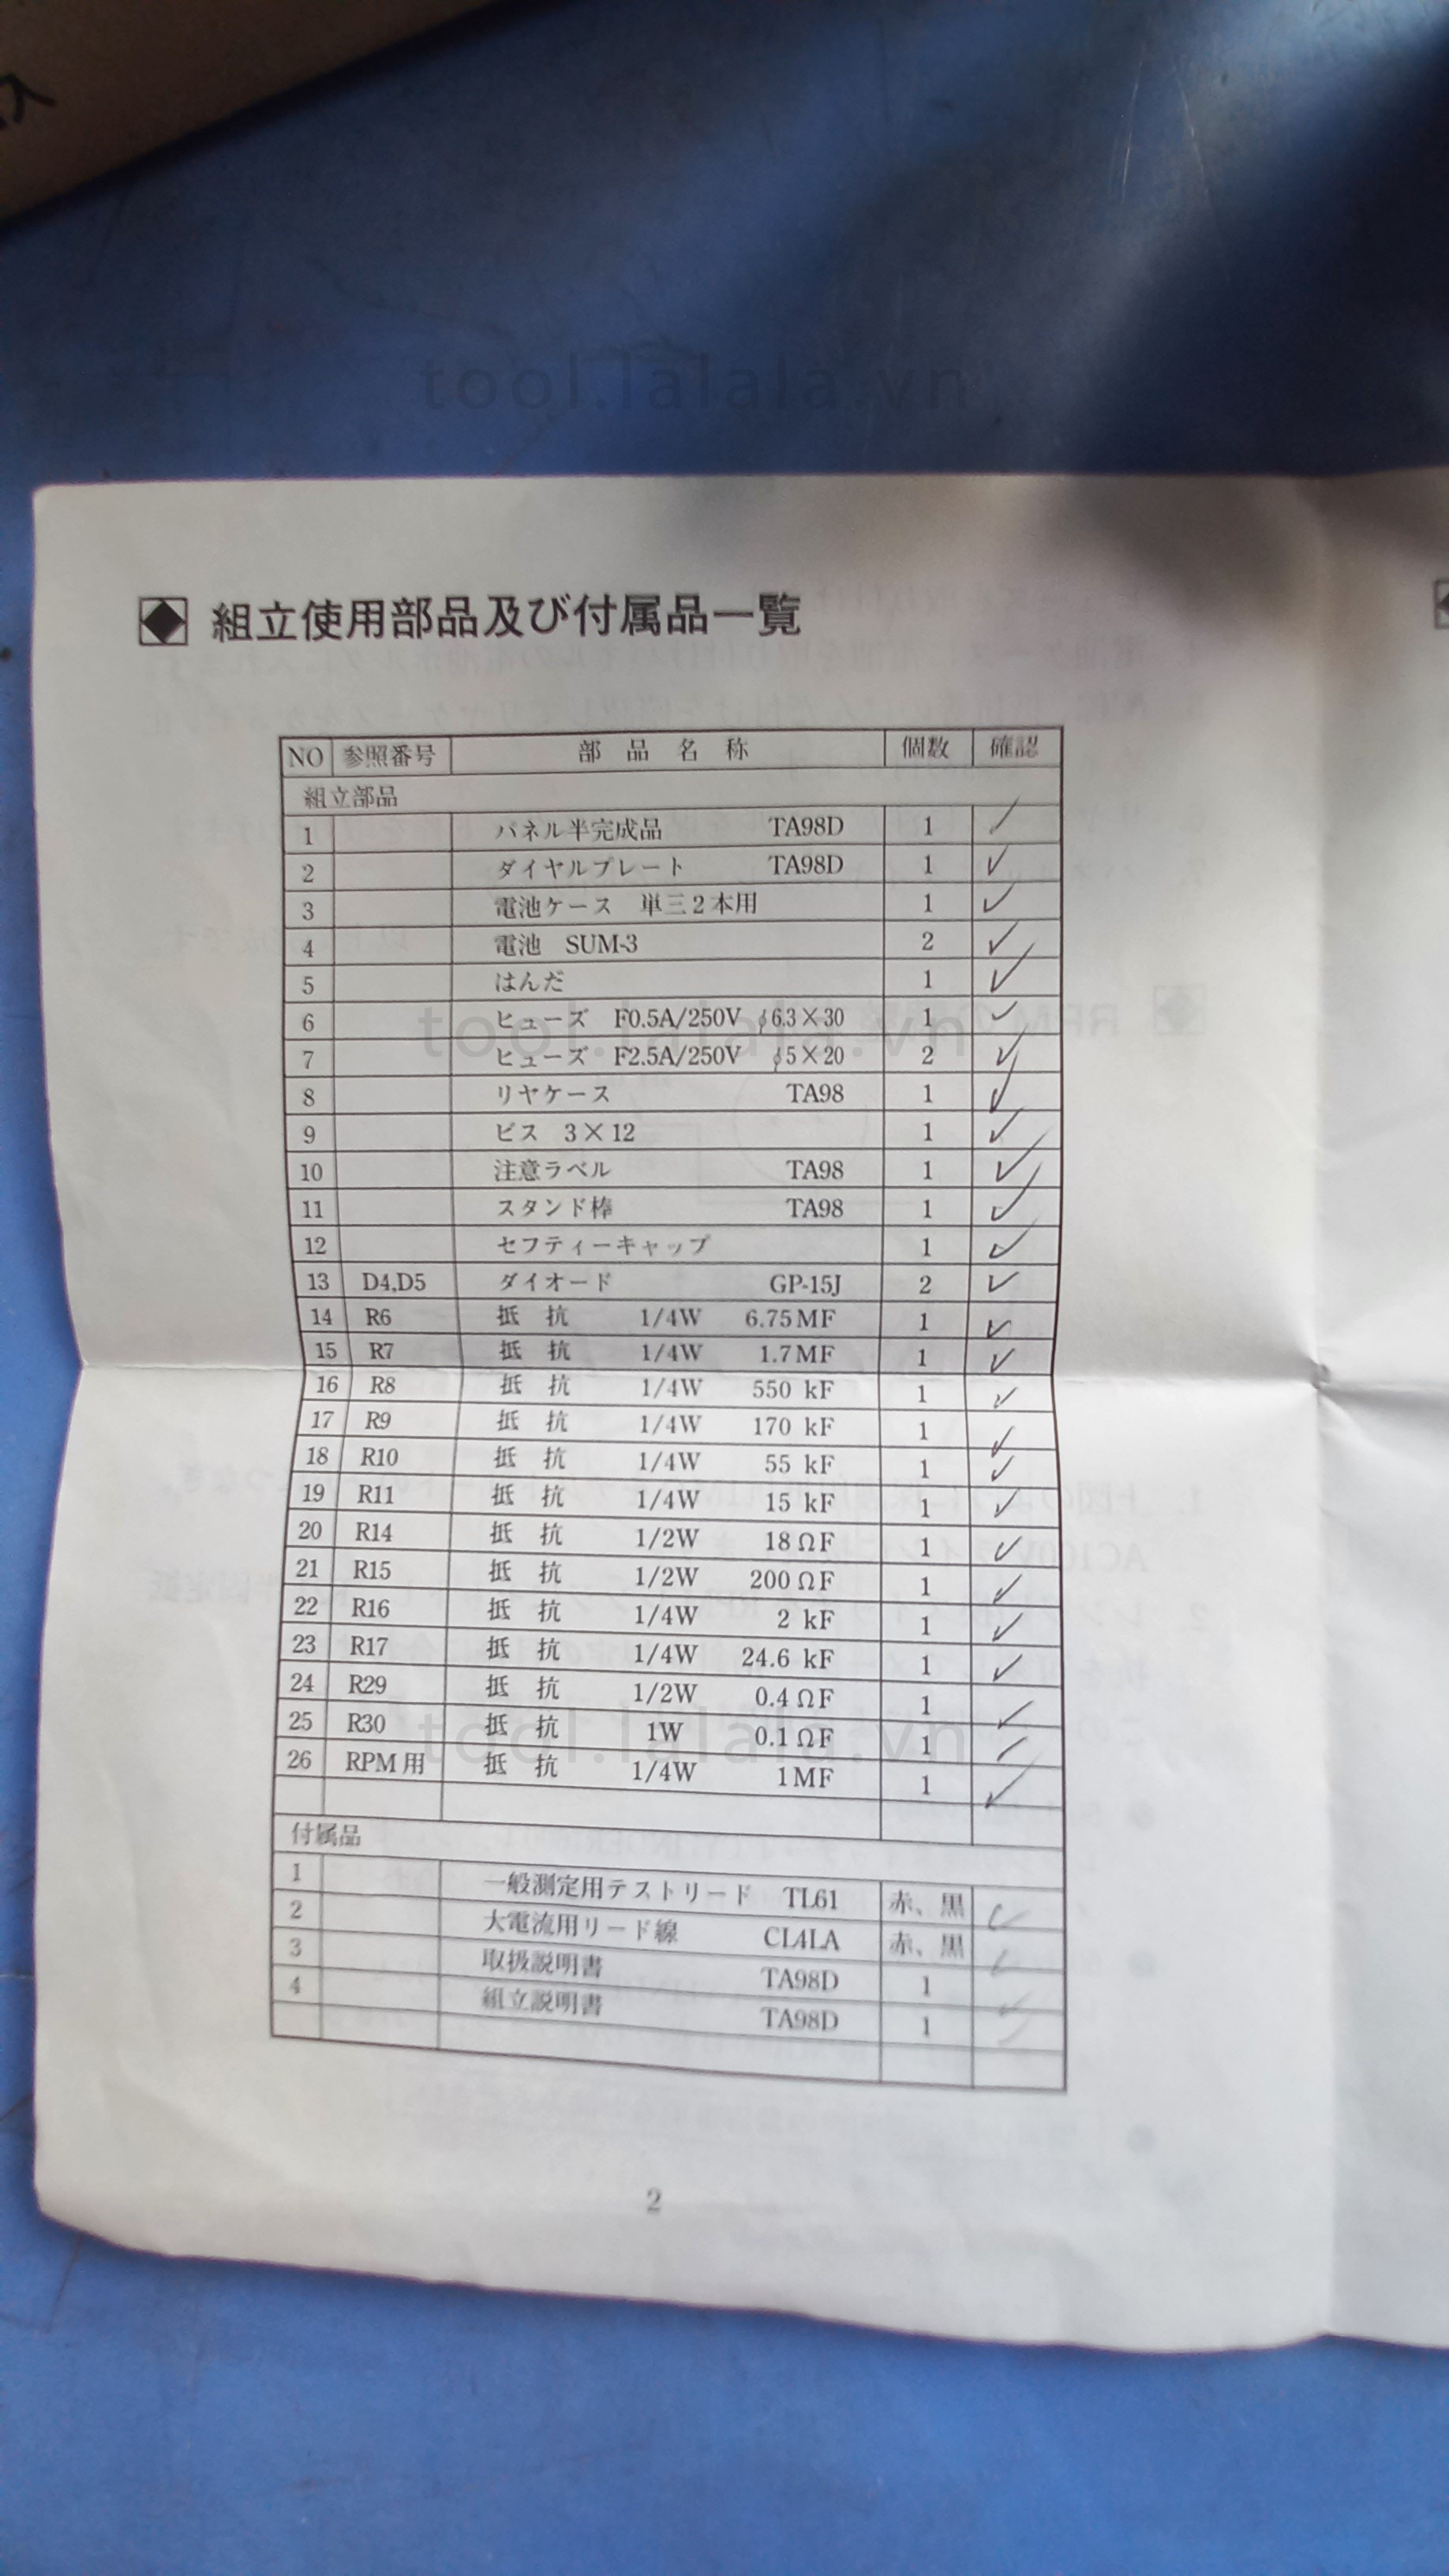 tool.lalala.vn
組立使用部品及び付属品一覧
NO 参照番号 部品名称 個数 確認
組立部品
1 パネル半完成品 TA98D 1
2 ダイヤルプレート TA98D 1
3 電池ケース 単三2本用 1
4 電池 SUM-3 2
5 はんだ 1
6 ヒューズ F0.5A/250V ∮6.3×30 1
tool.lalala.vn
7 ヒューズ F2.5A/250V ∮5×20 2
8 リヤケース TA98 1
9 ビス 3×12 1
10 注意ラベル TA98 1
11 スタンド棒 TA98 1
12 セフティーキャップ 1
13 D4,D5 ダイオード GP-15J 2
14 R6 抵抗 1/4W 6.75MF 1
15 R7 抵抗 1/4W 1.7MF 1
16 R8 抵抗 1/4W 550 kF 1
17 R9 抵抗 1/4W 170 kF 1
18 R10 抵抗 1/4W 55 kF 1
19 R11 抵抗 1/4W 15 kF 1
20 R14 抵抗 1/2W 18ΩF 1
21 R15 抵抗 1/2W 200ΩF 1
22 R16 抵抗 1/4W 2 kF 1
23 R17 抵抗 1/4W 24.6 kF 1
24 R29 抵抗 1/2W 0.4ΩF 1
25 R30 抵抗 1W 0.1ΩF 1
tool.lalala.vn
26 RPM用 抵抗 1/4W 1MF 1
付属品
1 一般測定用テストリード TL61 赤、黒
2 大電流用リード線 CL4LA 赤、黒
3 取扱説明書 TA98D 1
4 組立説明書 TA98D 1
2